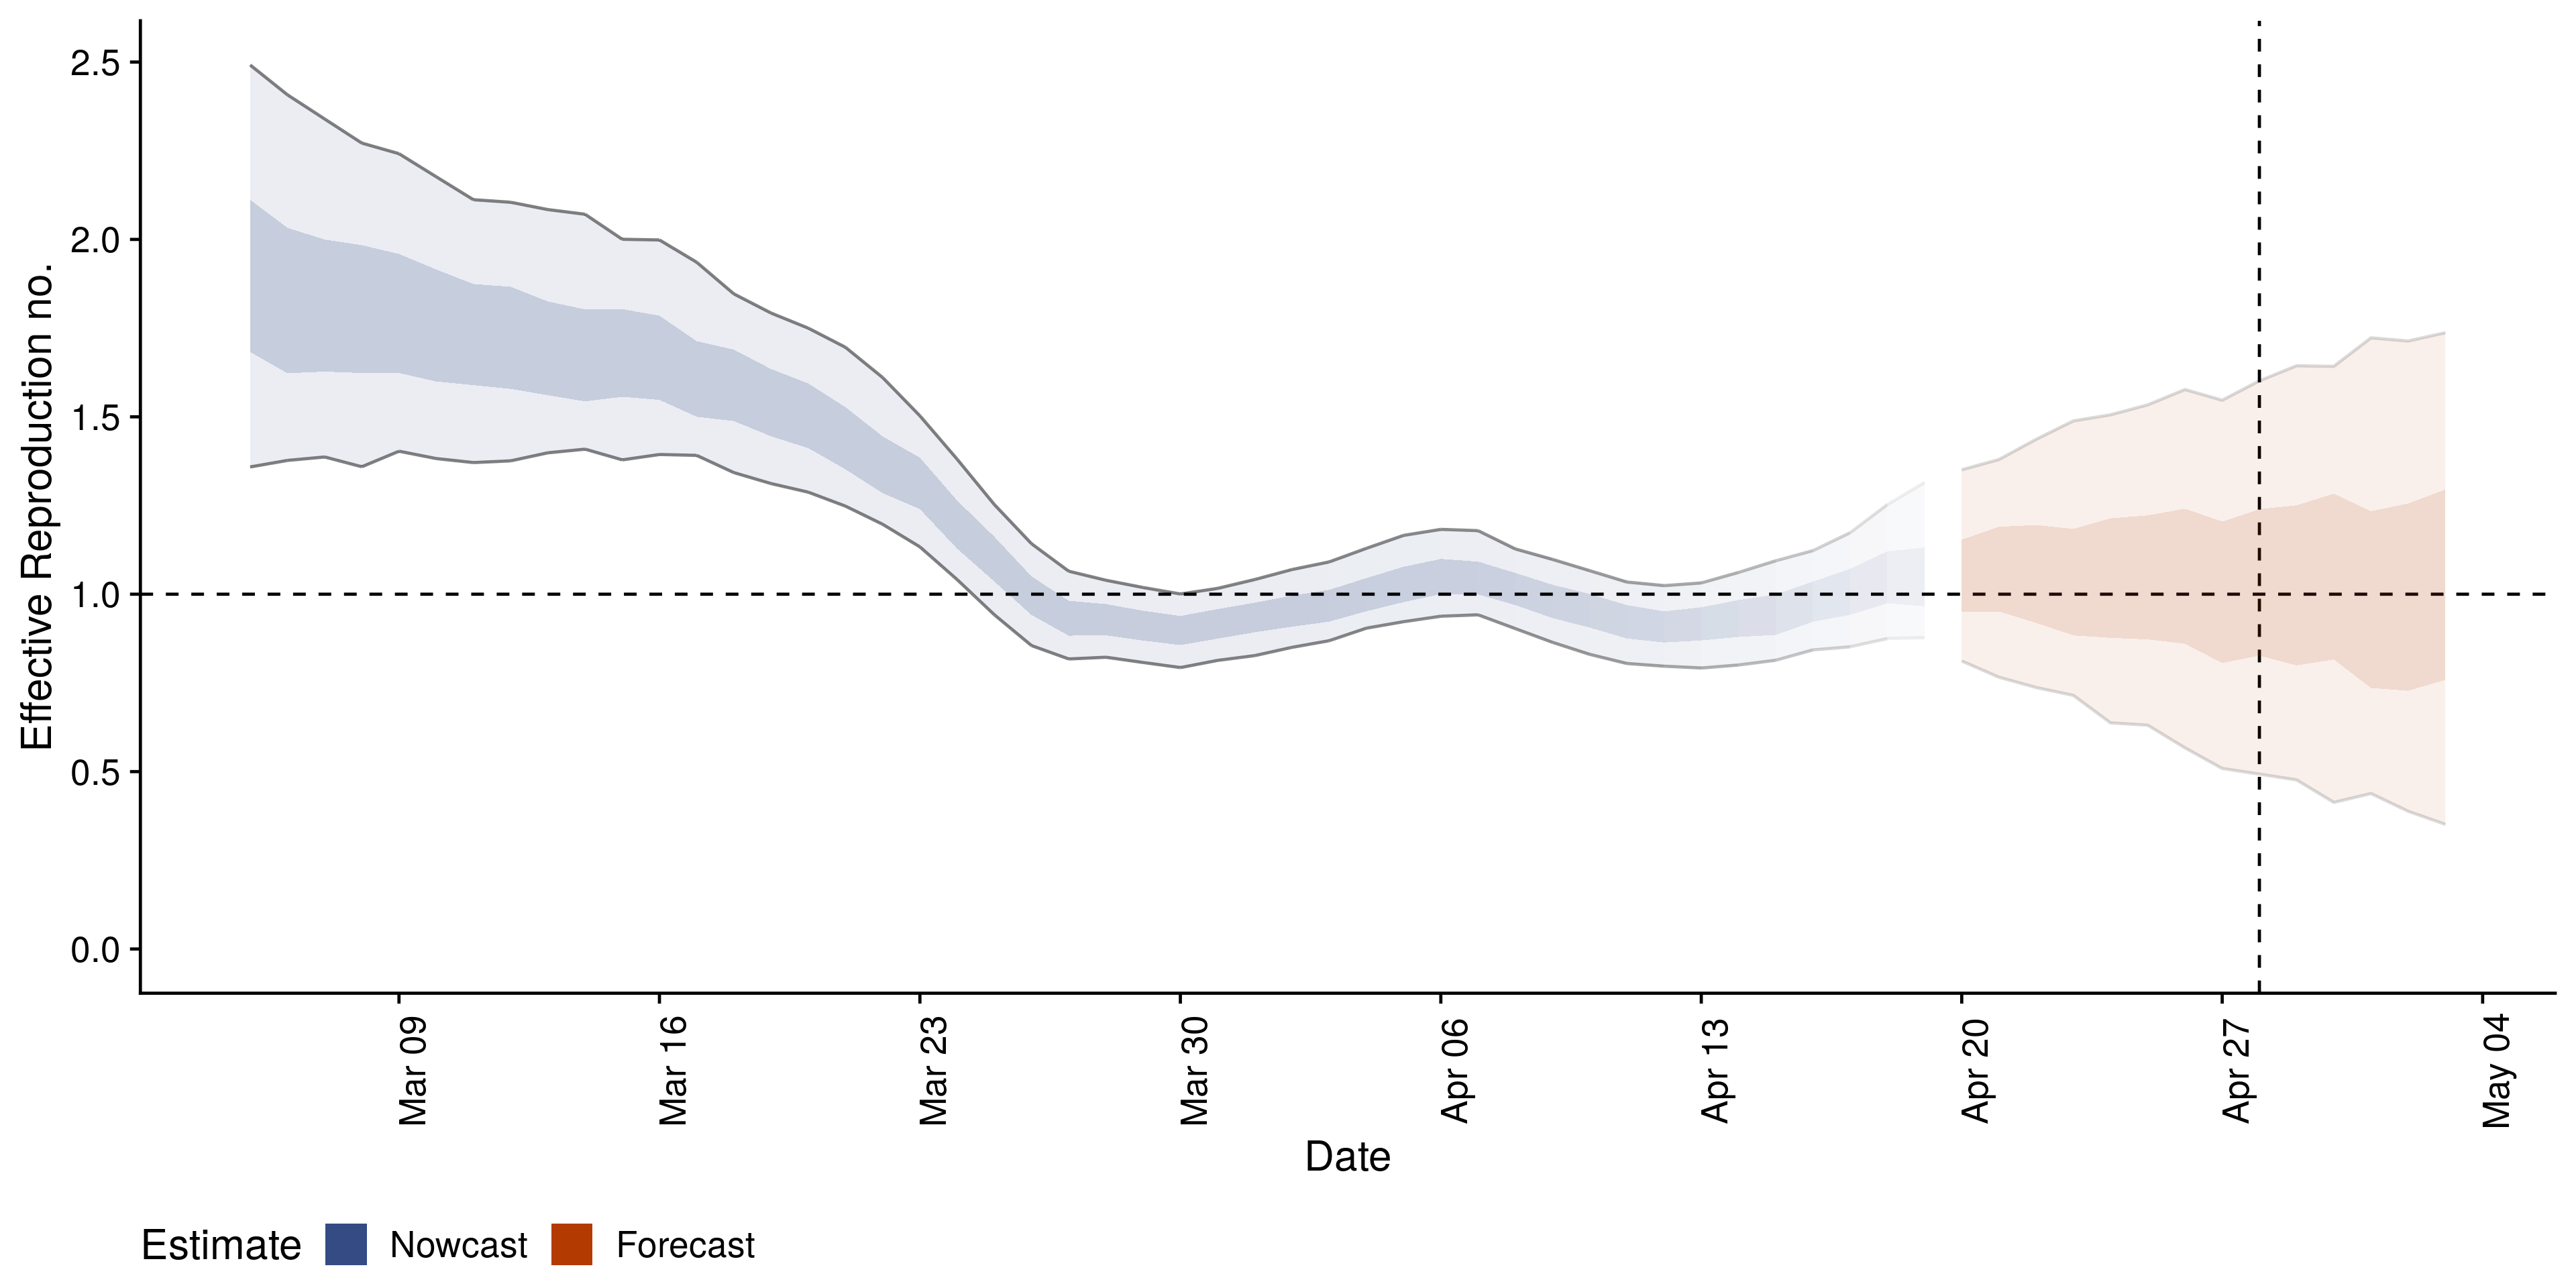 Effective Reproduction no.
2.5
2.0
1.5
1.0
0.5
0.0
Mar 09
Mar 16
Mar 23
Mar 30
Apr 06
Apr 13
Apr 20
Apr 27
May 04
Date
Estimate Nowcast Forecast